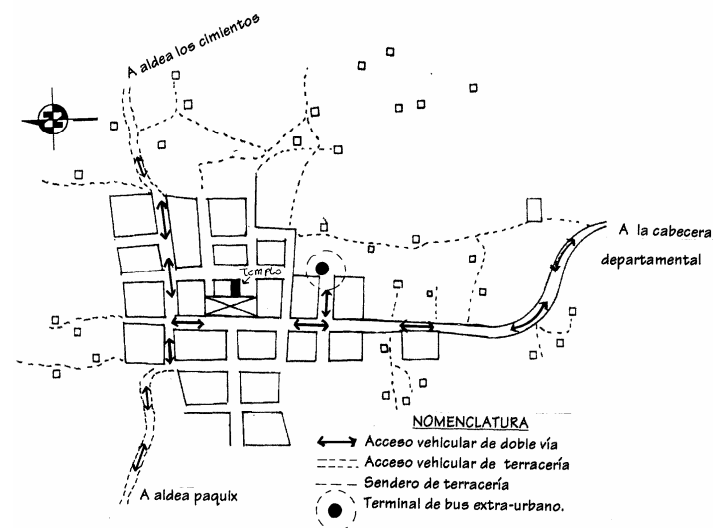 A aldea los cimientos
A la cabecera
departamental
Templo
NOMENCLATURA
Acceso vehicular de doble vía
Acceso vehicular de terracería
Sendero de terracería
Terminal de bus extra-urbano.
A aldea paquix